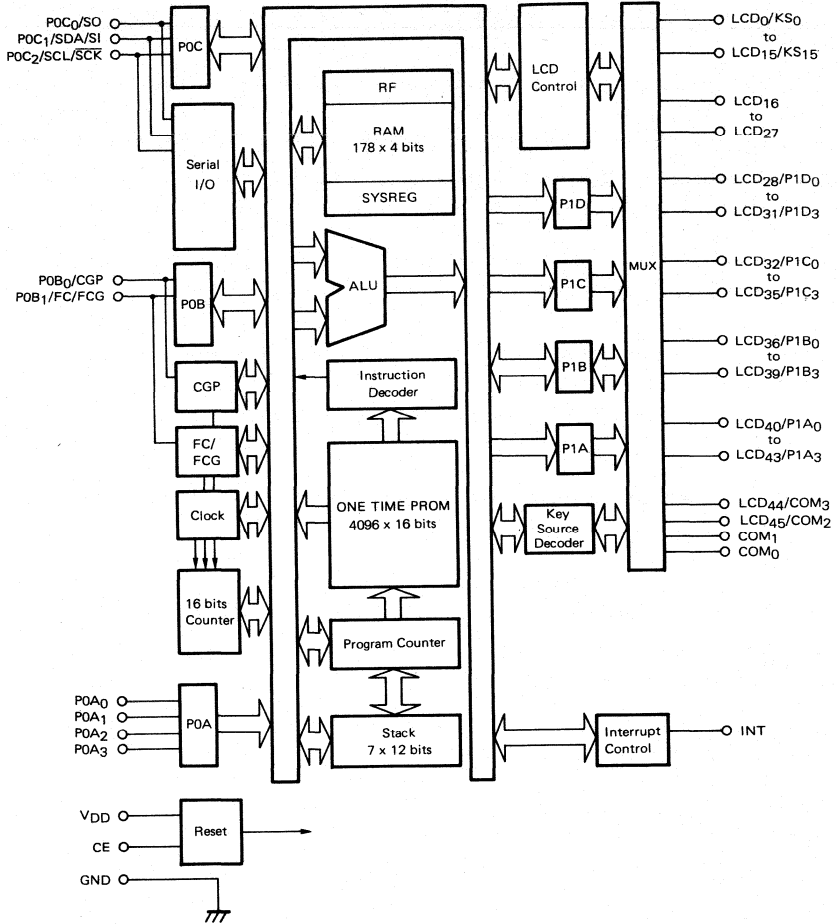 P0C0/SO
P0C1/SDA/SI
P0C2/SCL/SCK
P0C
Serial
I/O
P0B0/CGP
P0B1/FC/FCG
P0B
CGP
FC/
FCG
Clock
16 bits
Counter
P0A0
P0A1
P0A2
P0A3
P0A
VDD
CE
GND
Reset
RF
RAM
178 x 4 bits
SYSREG
ALU
Instruction
Decoder
ONE TIME PROM
4096 x 16 bits
Program Counter
Stack
7 x 12 bits
LCD
Control
P1D
P1C
P1B
P1A
Key
Source
Decoder
MUX
Interrupt
Control
LCD0/KS0
to
LCD15/KS15
LCD16
to
LCD27
LCD28/P1D0
to
LCD31/P1D3
LCD32/P1C0
to
LCD35/P1C3
LCD36/P1B0
to
LCD39/P1B3
LCD40/P1A0
to
LCD43/P1A3
LCD44/COM3
LCD45/COM2
COM1
COM0
INT